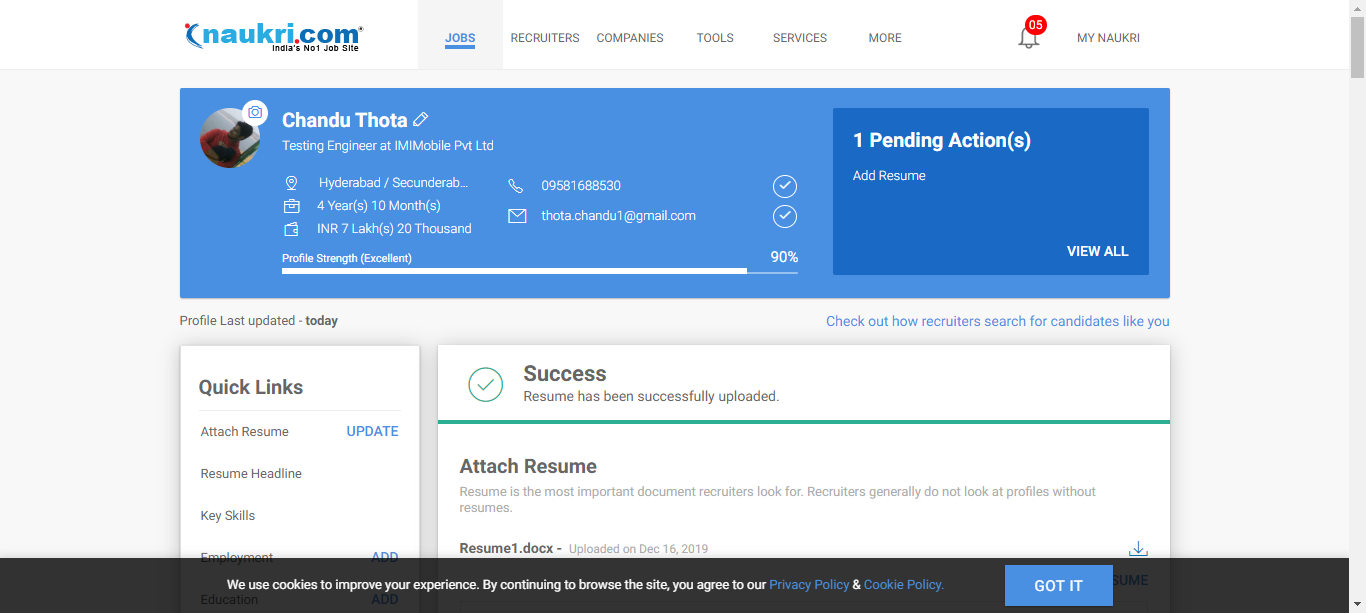 naukri.com
India's No1 Job Site
JOBS
RECRUITERS
COMPANIES
TOOLS
SERVICES
MORE
05
MY NAUKRI
Chandu Thota
Testing Engineer at IMIMobile Pvt Ltd
Hyderabad / Secunderab...
4 Year(s) 10 Month(s)
INR 7 Lakh(s) 20 Thousand
09581688530
thota.chandu1@gmail.com
Profile Strength (Excellent)
90%
1 Pending Action(s)
Add Resume
VIEW ALL
Profile Last updated - today
Check out how recruiters search for candidates like you
Quick Links
Attach Resume UPDATE
Resume Headline
Key Skills
Employment ADD
Education ADD
Success
Resume has been successfully uploaded.
Attach Resume
Resume is the most important document recruiters look for. Recruiters generally do not look at profiles without
resumes.
Resume1.docx - Uploaded on Dec 16, 2019
SUME
We use cookies to improve your experience. By continuing to browse the site, you agree to our Privacy Policy & Cookie Policy.
GOT IT